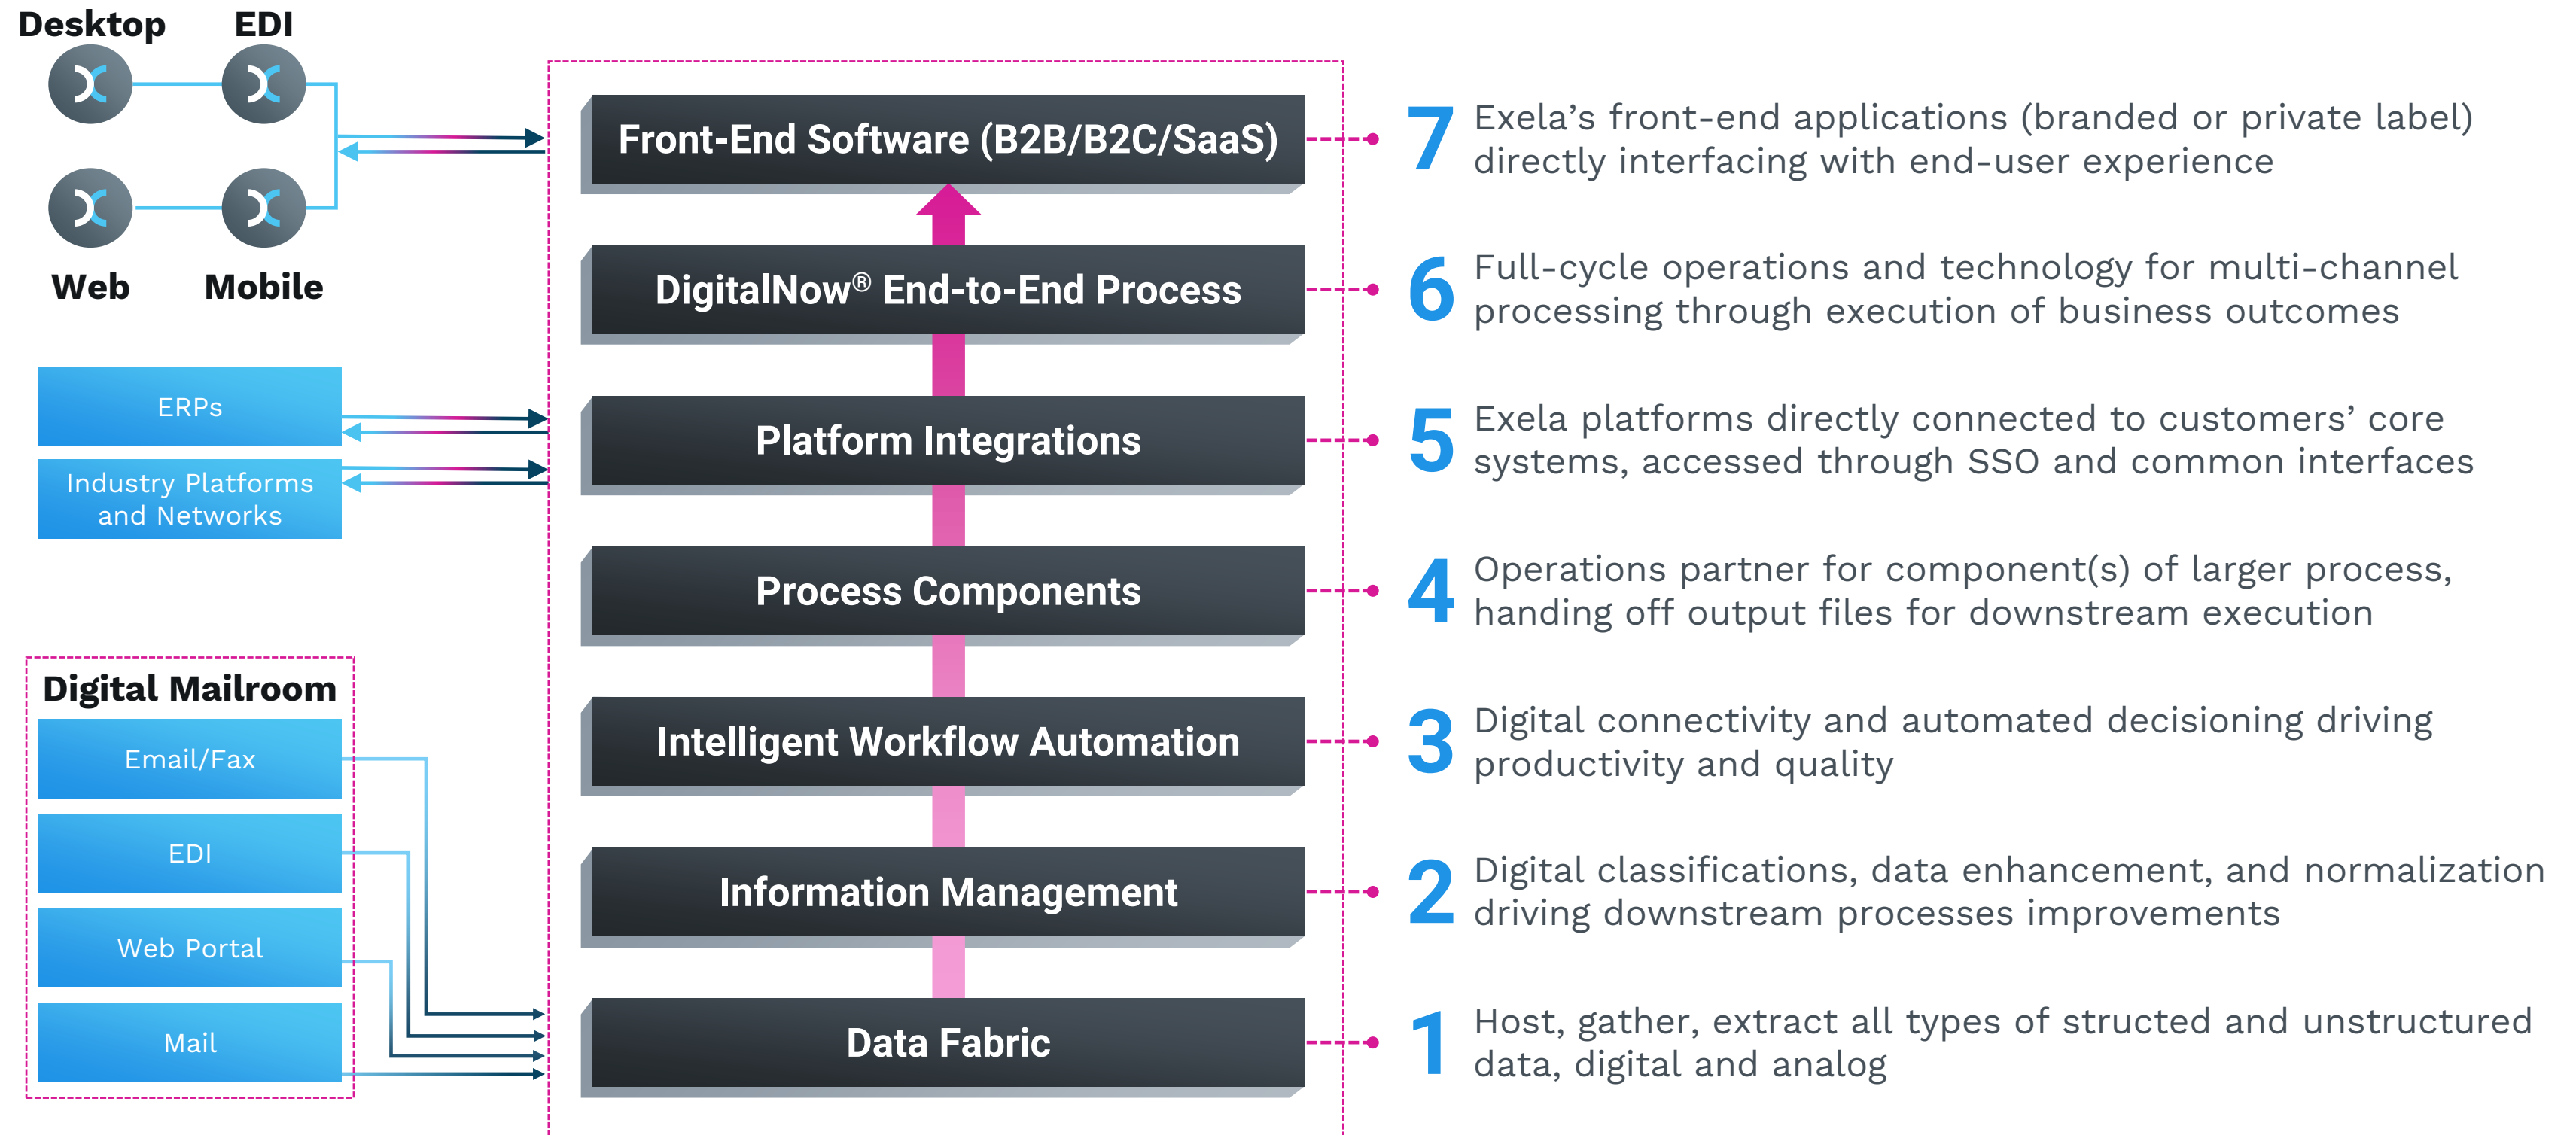 Desktop
EDI
Web
Mobile
ERPs
Industry Platforms
and Networks
Digital Mailroom
Email/Fax
EDI
Web Portal
Mail
Front-End Software (B2B/B2C/SaaS)
7
Exela’s front-end applications (branded or private label)
directly interfacing with end-user experience
DigitalNow® End-to-End Process
6
Full-cycle operations and technology for multi-channel
processing through execution of business outcomes
Platform Integrations
5
Exela platforms directly connected to customers’ core
systems, accessed through SSO and common interfaces
Process Components
4
Operations partner for component(s) of larger process,
handing off output files for downstream execution
Intelligent Workflow Automation
3
Digital connectivity and automated decisioning driving
productivity and quality
Information Management
2
Digital classifications, data enhancement, and normalization
driving downstream processes improvements
Data Fabric
1
Host, gather, extract all types of structed and unstructured
data, digital and analog